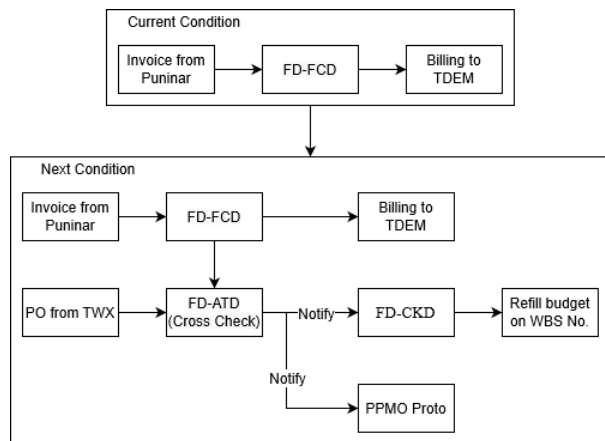 Current Condition
Invoice from
Puninar
FD-FCD
Billing to
TDEM
Next Condition
Invoice from
Puninar
FD-FCD
Billing to
TDEM
PO from TWX
FD-ATD
(Cross Check)
Notify
FD-CKD
Refill budget
on WBS No.
Notify
PPMO Proto